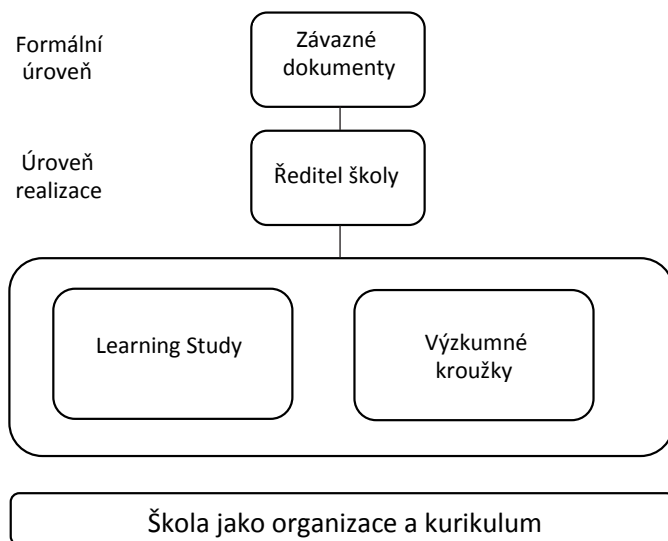 Formální
úroveň
Závazné
dokumenty
Úroveň
realizace
Ředitel školy
Learning Study
Výzkumné
kroužky
Škola jako organizace a kurikulum